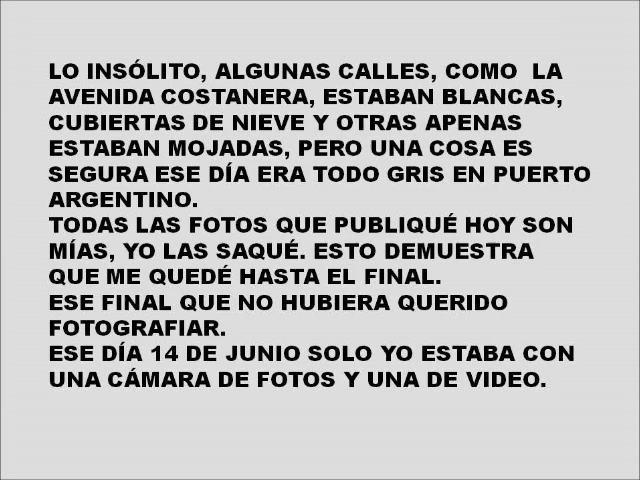 LO INSÓLITO, ALGUNAS CALLES, COMO  LA
AVENIDA COSTANERA, ESTABAN BLANCAS,
CUBIERTAS DE NIEVE Y OTRAS APENAS
ESTABAN MOJADAS, PERO UNA COSA ES
SEGURA ESE DÍA ERA TODO GRIS EN PUERTO
ARGENTINO.
TODAS LAS FOTOS QUE PUBLIQUÉ HOY SON
MÍAS, YO LAS SAQUÉ. ESTO DEMUESTRA
QUE ME QUEDÉ HASTA EL FINAL.
ESE FINAL QUE NO HUBIERA QUERIDO
FOTOGRAFIAR.
ESE DÍA 14 DE JUNIO SOLO YO ESTABA CON
UNA CÁMARA DE FOTOS Y UNA DE VIDEO.